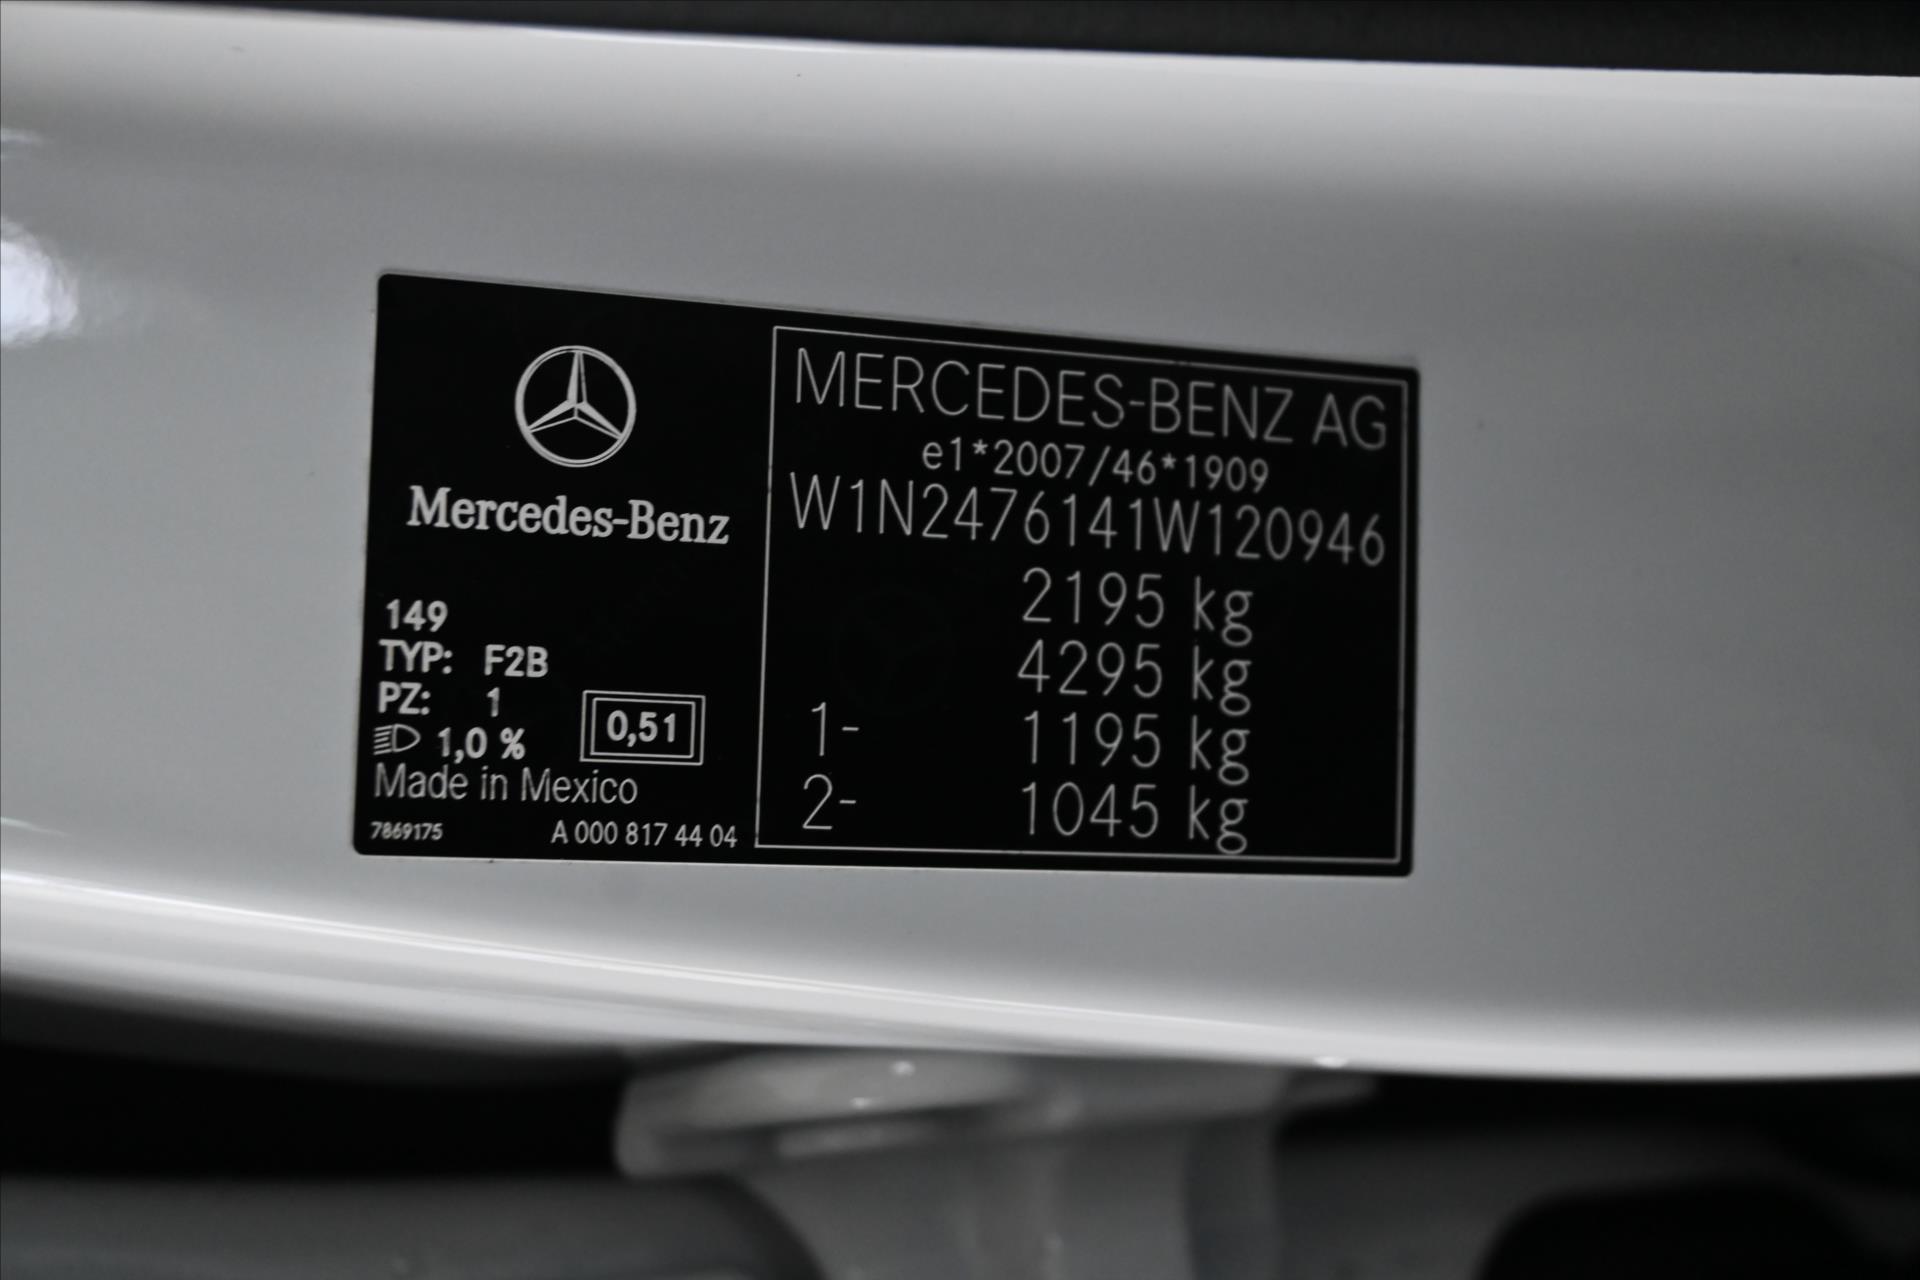 Mercedes-Benz
149
TYP: F2B
PZ: 1
1,0 %
0,51
Made in Mexico
7869175 A 000 817 44 04
MERCEDES-BENZ AG
e1*2007/46*1909
W1N2476141W120946
2195 kg
4295 kg
1- 1195 kg
2- 1045 kg